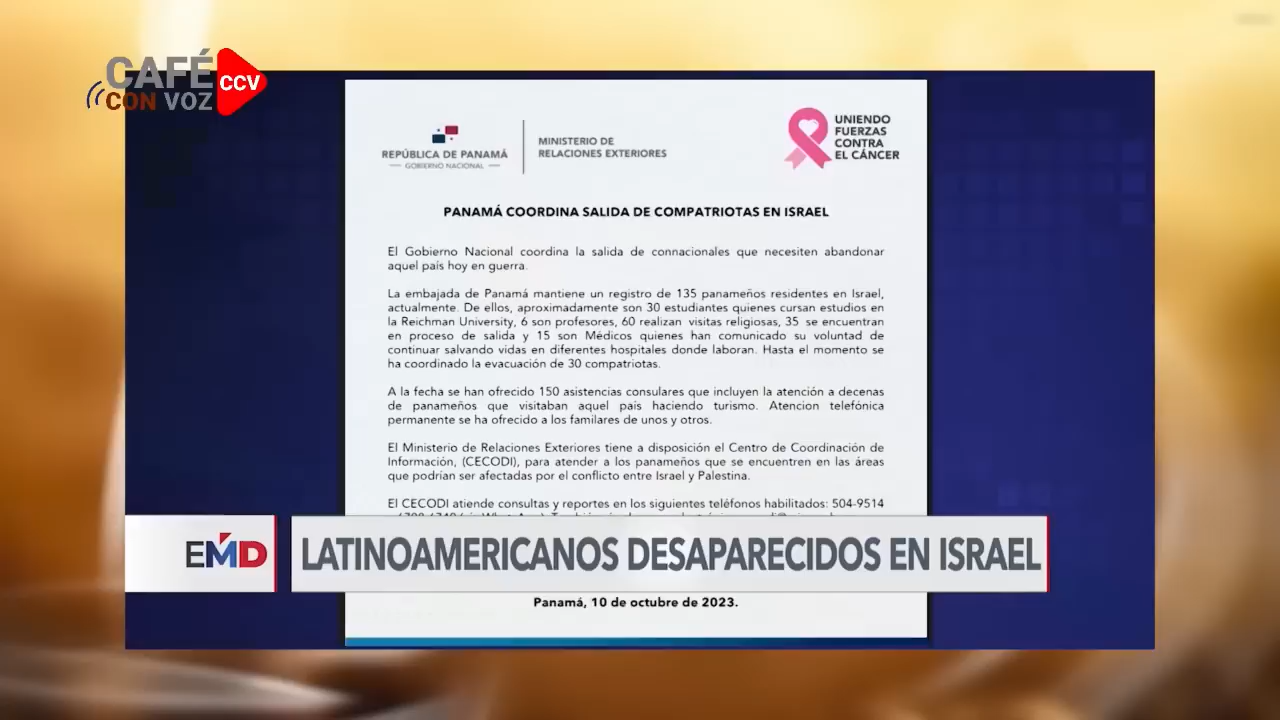 CAFÉ
CON VOZ
CCV
REPÚBLICA DE PANAMÁ
— GOBIERNO NACIONAL —
MINISTERIO DE
RELACIONES EXTERIORES
UNIENDO
FUERZAS
CONTRA
EL CÁNCER
PANAMÁ COORDINA SALIDA DE COMPATRIOTAS EN ISRAEL
El Gobierno Nacional coordina la salida de connacionales que necesiten abandonar
aquel país hoy en guerra.
La embajada de Panamá mantiene un registro de 135 panameños residentes en Israel,
actualmente. De ellos, aproximadamente son 30 estudiantes quienes cursan estudios en
la Reichman University, 6 son profesores, 60 realizan visitas religiosas, 35 se encuentran
en proceso de salida y 15 son Médicos quienes han comunicado su voluntad de
continuar salvando vidas en diferentes hospitales donde laboran. Hasta el momento se
ha coordinado la evacuación de 30 compatriotas.
A la fecha se han ofrecido 150 asistencias consulares que incluyen la atención a decenas
de panameños que visitaban aquel país haciendo turismo. Atencion telefónica
permanente se ha ofrecido a los familares de unos y otros.
El Ministerio de Relaciones Exteriores tiene a disposición el Centro de Coordinación de
Información, (CECODI), para atender a los panameños que se encuentren en las áreas
que podrían ser afectadas por el conflicto entre Israel y Palestina.
El CECODI atiende consultas y reportes en los siguientes teléfonos habilitados: 504-9514
EMD
LATINOAMERICANOS DESAPARECIDOS EN ISRAEL
Panamá, 10 de octubre de 2023.